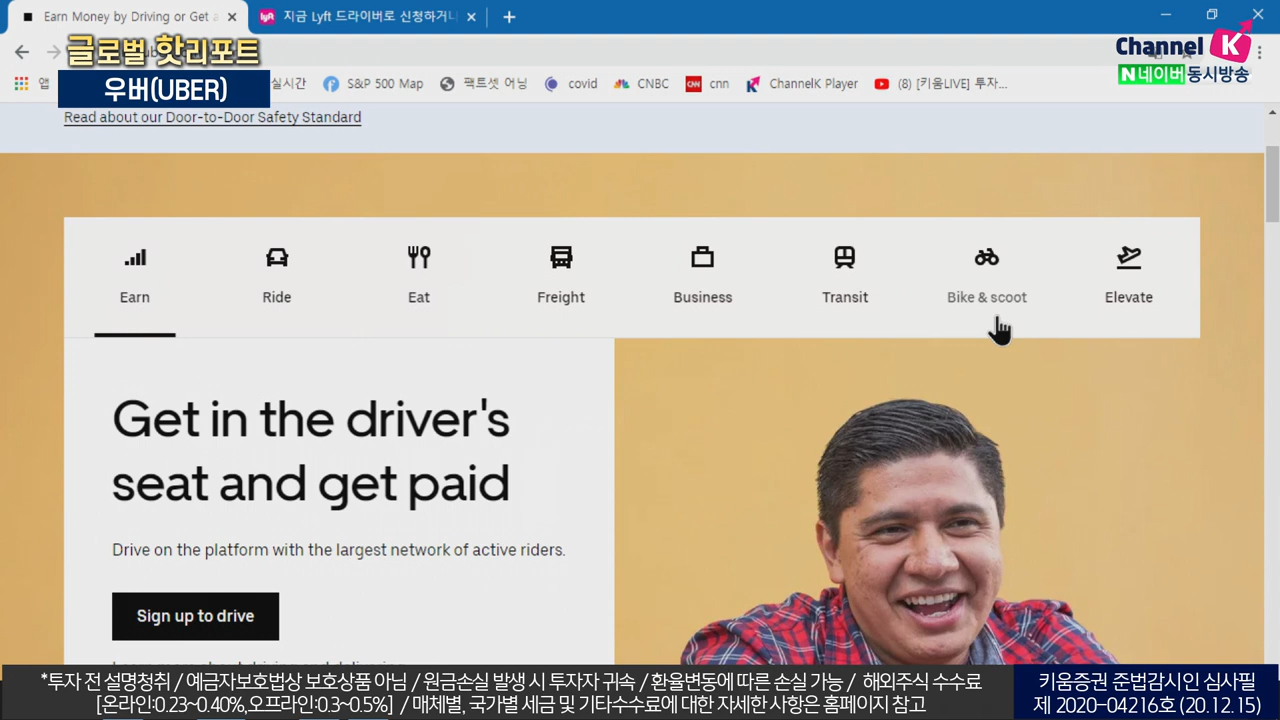 Earn Money by Driving or Get a
지금 Lyft 드라이버로 신청하거나
글로벌 핫리포트
우버(UBER)
Channel K
N 네이버 동시방송
앱
실시간
S&P 500 Map
팩트셋 어닝
covid
CNBC
cnn
ChannelK Player
(8) [키움LIVE] 투자...
Read about our Door-to-Door Safety Standard
Earn
Ride
Eat
Freight
Business
Transit
Bike & scoot
Elevate
Get in the driver's
seat and get paid
Drive on the platform with the largest network of active riders.
Sign up to drive
*투자 전 설명청취 / 예금자보호법상 보호상품 아님 / 원금손실 발생 시 투자자 귀속 / 환율변동에 따른 손실 가능 / 해외주식 수수료
[온라인:0.23~0.40%,오프라인:0.3~0.5%] / 매체별, 국가별 세금 및 기타수수료에 대한 자세한 사항은 홈페이지 참고
키움증권 준법감시인 심사필
제 2020-04216호 (20.12.15)